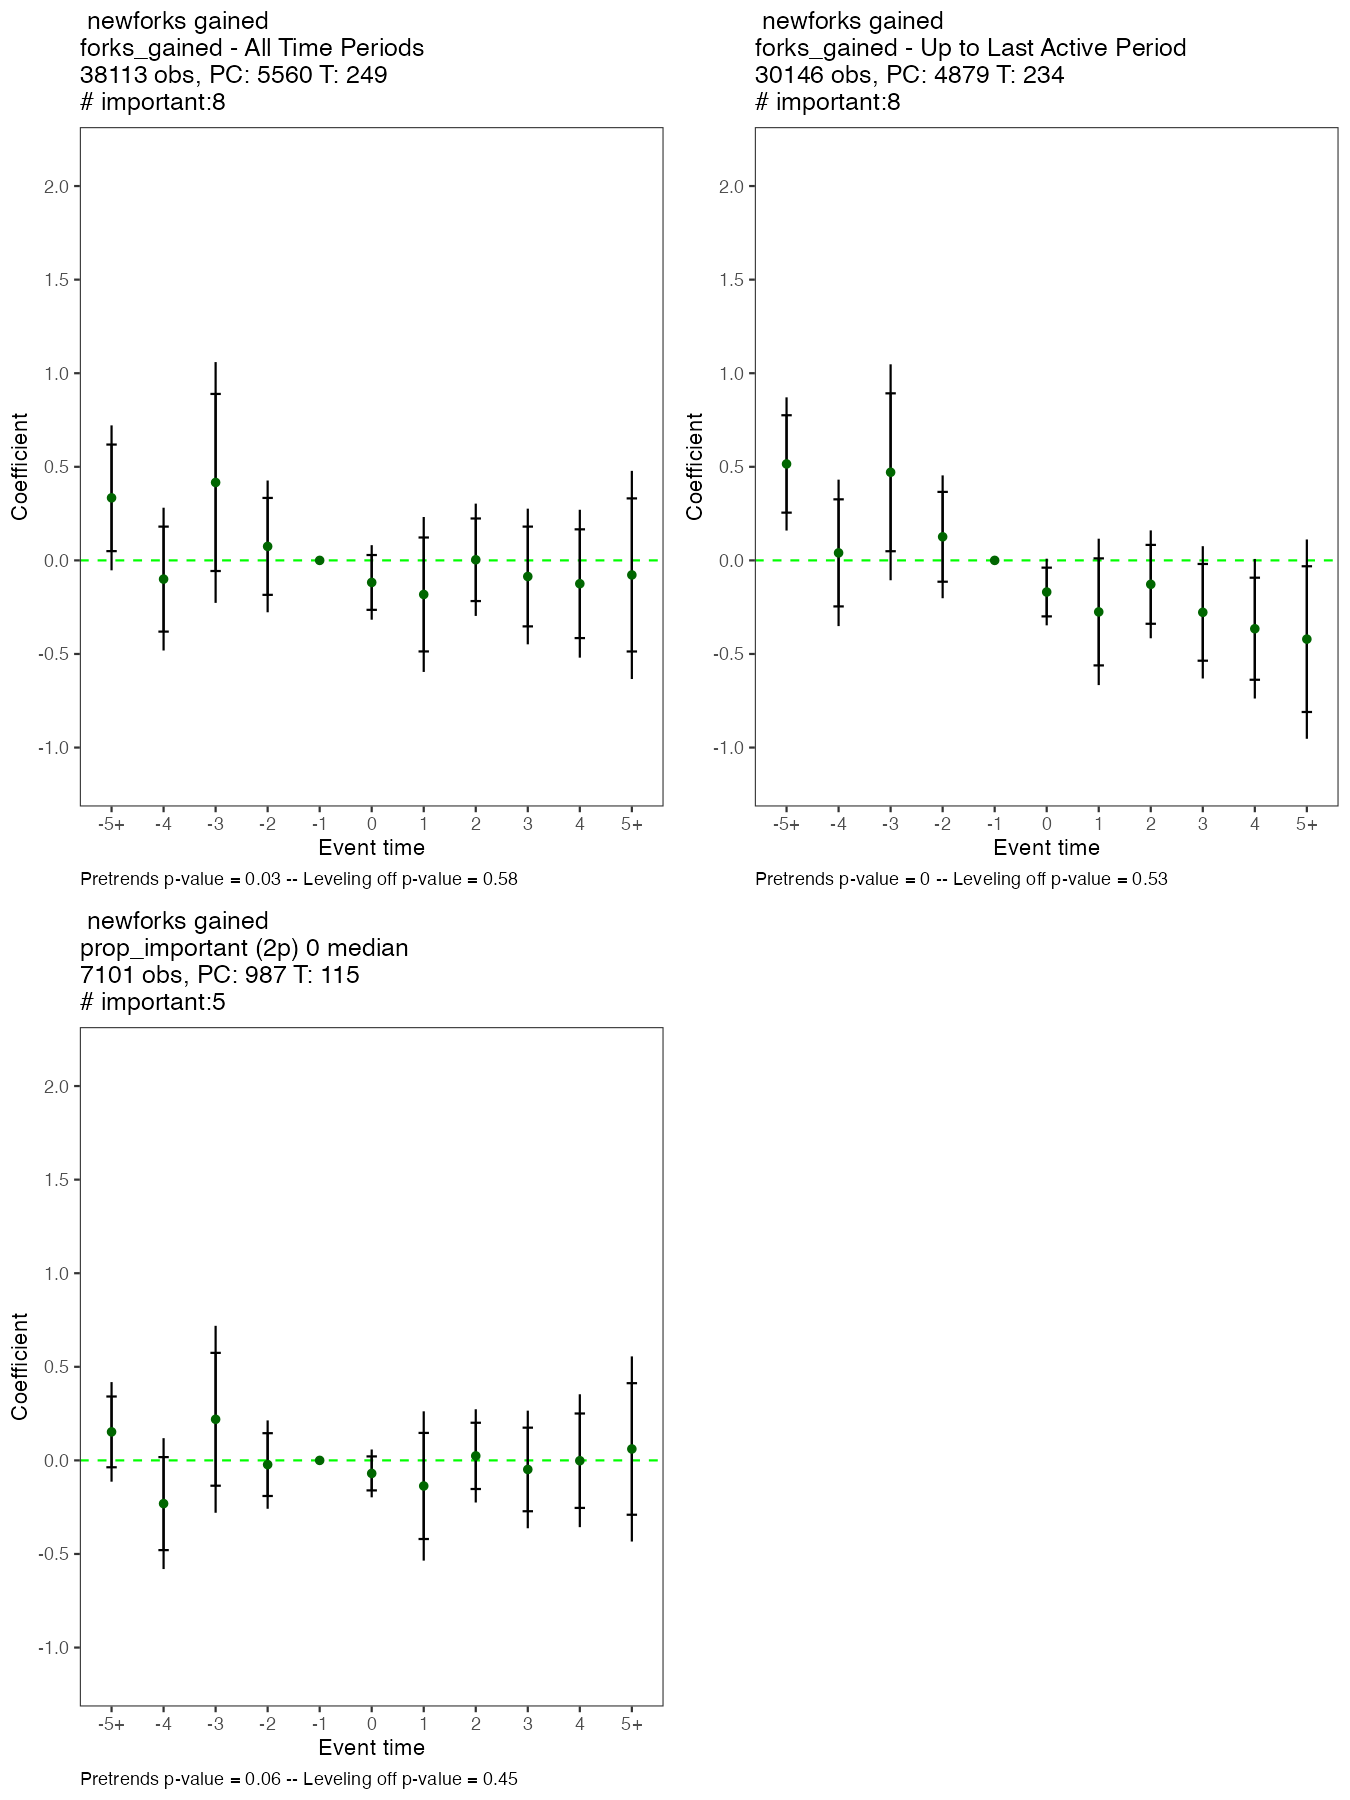 newforks gained
forks_gained - All Time Periods
38113 obs, PC: 5560 T: 249
# important:8
2.0
1.5
1.0
0.5
0.0
-0.5
-1.0
Coefficient
-5+ -4 -3 -2 -1 0 1 2 3 4 5+
Event time
Pretrends p-value = 0.03 -- Leveling off p-value = 0.58
newforks gained
forks_gained - Up to Last Active Period
30146 obs, PC: 4879 T: 234
# important:8
2.0
1.5
1.0
0.5
0.0
-0.5
-1.0
Coefficient
-5+ -4 -3 -2 -1 0 1 2 3 4 5+
Event time
Pretrends p-value = 0 -- Leveling off p-value = 0.53
newforks gained
prop_important (2p) 0 median
7101 obs, PC: 987 T: 115
# important:5
2.0
1.5
1.0
0.5
0.0
-0.5
-1.0
Coefficient
-5+ -4 -3 -2 -1 0 1 2 3 4 5+
Event time
Pretrends p-value = 0.06 -- Leveling off p-value = 0.45